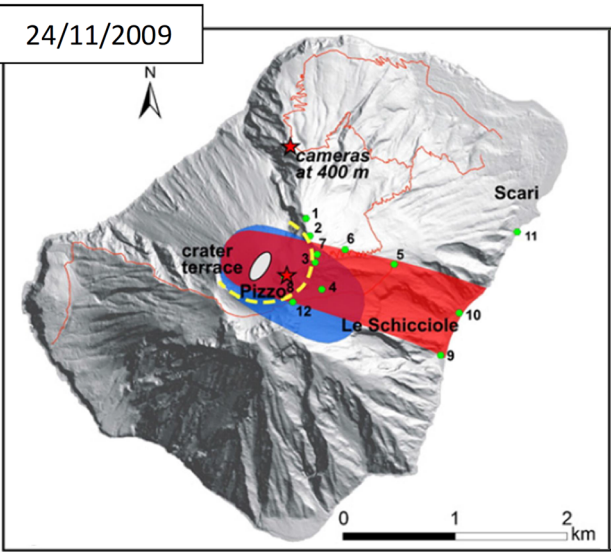 24/11/2009
N
cameras
at 400 m
Scari
1
2
11
7
6
3
5
crater
terrace
Pizzo
8
4
12
10
Le Schicciole
9
0
1
2
km